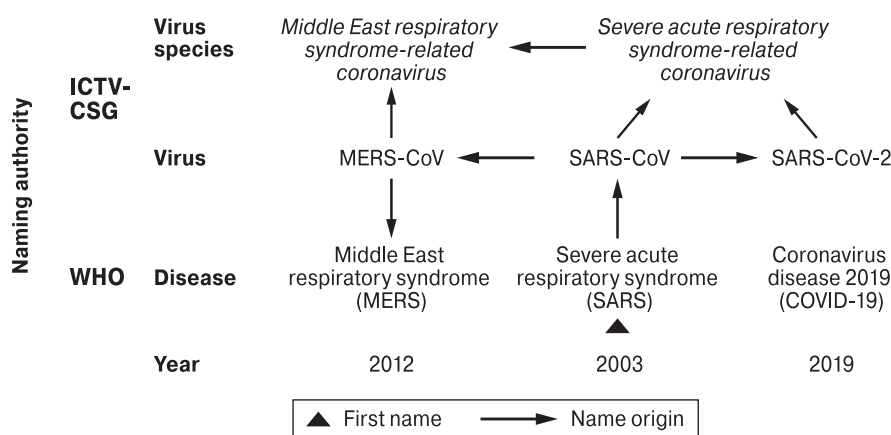 Naming authority
ICTV-
CSG
WHO
Virus
species
Middle East respiratory
syndrome-related
coronavirus
Severe acute respiratory
syndrome-related
coronavirus
Virus
MERS-CoV
SARS-CoV
SARS-CoV-2
Disease
Middle East
respiratory syndrome
(MERS)
Severe acute
respiratory syndrome
(SARS)
Coronavirus
disease 2019
(COVID-19)
Year
2012
2003
2019
First name
Name origin